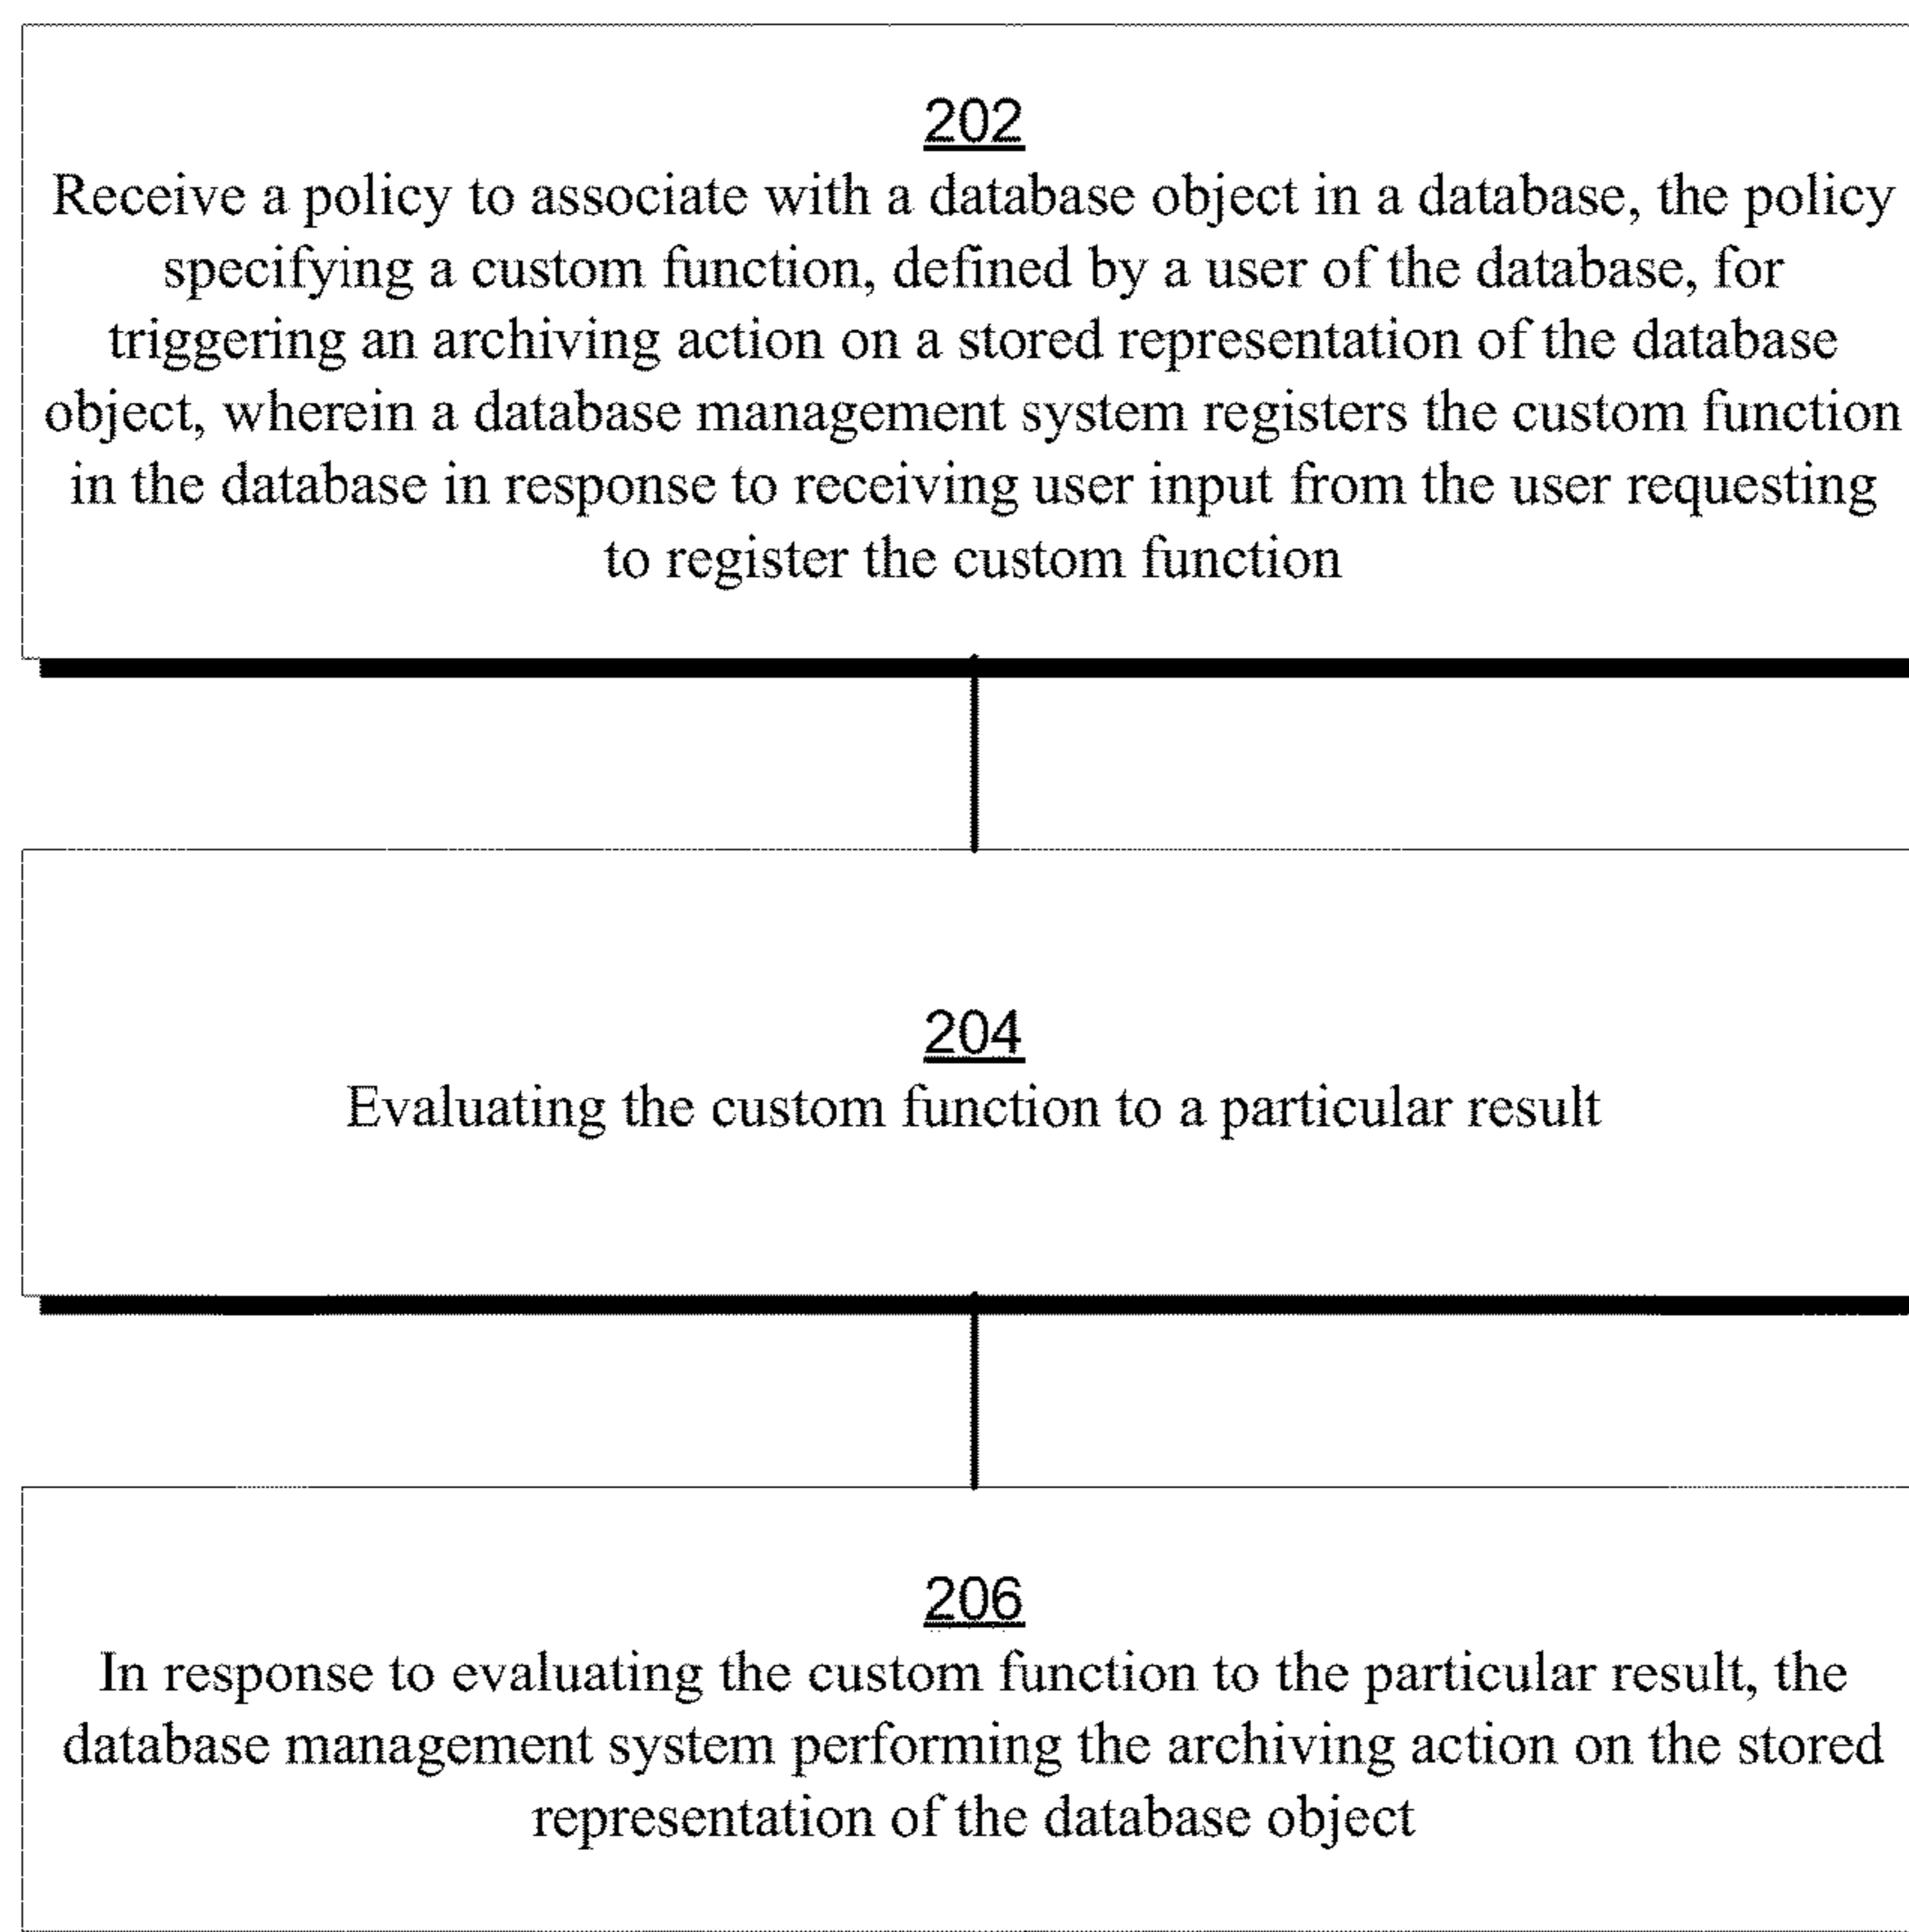 202
Receive a policy to associate with a database object in a database, the policy
specifying a custom function, defined by a user of the database, for
triggering an archiving action on a stored representation of the database
object, wherein a database management system registers the custom function
in the database in response to receiving user input from the user requesting
to register the custom function
204
Evaluating the custom function to a particular result
206
In response to evaluating the custom function to the particular result, the
database management system performing the archiving action on the stored
representation of the database object